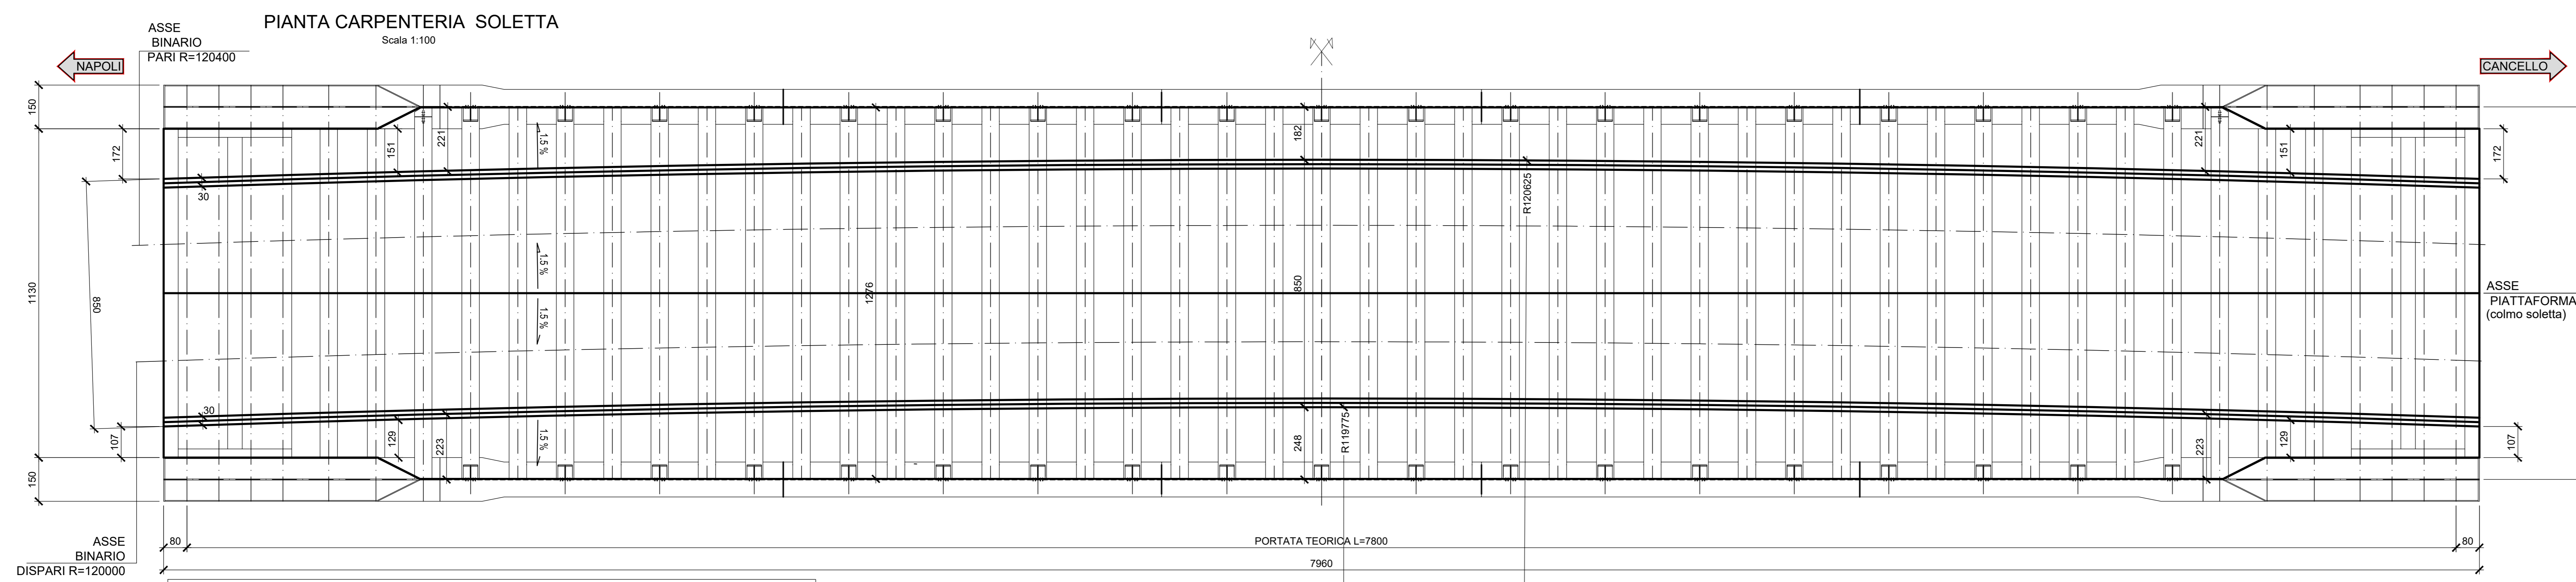 PIANTA CARPENTERIA SOLETTA
Scala 1:100
ASSE
BINARIO
PARI R=120400
NAPOLI
CANCELLO
150
172
30
151
221
1.5 %
182
R120625
221
151
172
1130
850
1.5 %
1276
850
1.5 %
ASSE
PIATTAFORMA
(colmo soletta)
30
107
129
223
1.5 %
248
R119775
223
129
107
150
ASSE
BINARIO
DISPARI R=120000
80
PORTATA TEORICA L=7800
80
7960